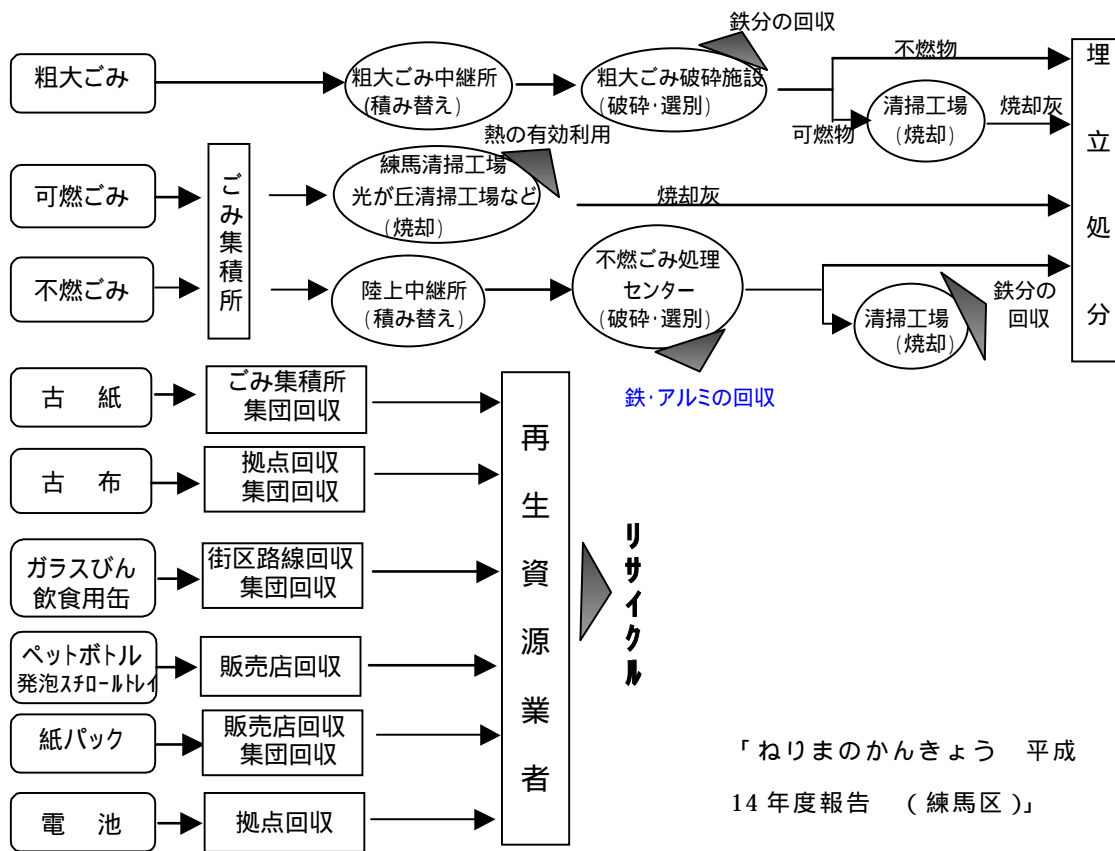 鉄分の回収
粗大ごみ
粗大ごみ中継所
(積み替え)
粗大ごみ破砕施設
(破砕・選別)
不燃物
可燃物
清掃工場
(焼却)
焼却灰
埋立処分
可燃ごみ
ごみ集積所
熱の有効利用
練馬清掃工場
光が丘清掃工場など
(焼却)
焼却灰
不燃ごみ
陸上中継所
(積み替え)
不燃ごみ処理
センター
(破砕・選別)
清掃工場
(焼却)
鉄分の
回収
鉄・アルミの回収
古 紙
ごみ集積所
集団回収
古 布
拠点回収
集団回収
ガラスびん
飲食用缶
街区路線回収
集団回収
ペットボトル
発泡スチロールトレイ
販売店回収
紙パック
販売店回収
集団回収
電 池
拠点回収
再生資源業者
リサイクル
「ねりまのかんきょう 平成
14年度報告 (練馬区)」